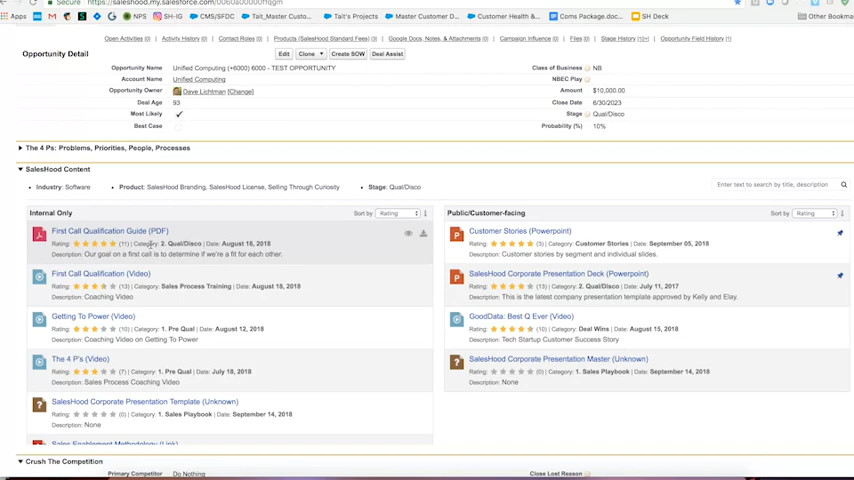 https://saleshood.my.salesforce.com/0060a00000ffqgm
Apps
NPS
SH-IG
CMS/SFDC
Tait_Master Custom...
Tait's Projects
Master Customer D...
Customer Health &...
Coms Package.doc...
SH Deck
Other Bookma
Open Activities (0) | Activity History (0) | Contact Roles (0) | Products (SalesHood Standard Fees) (0) | Google Docs, Notes, & Attachments (0) | Campaign Influence (0) | Files (0) | Stage History (1) | Opportunity Field History (1)
Opportunity Detail
Edit Clone Create SOW Deal Assist
Opportunity Name Unified Computing (+6000) 6000 - TEST OPPORTUNITY
Class of Business NB
Account Name Unified Computing
NBEC Play
Opportunity Owner Dave Lichtman [Change]
Amount $10,000.00
Deal Age 93
Close Date 6/30/2023
Most Likely
Stage Qual/Disco
Best Case
Probability (%) 10%
The 4 Ps: Problems, Priorities, People, Processes
SalesHood Content
• Industry: Software • Product: SalesHood Branding, SalesHood License, Selling Through Curiosity • Stage: Qual/Disco
Enter text to search by title, description
Internal Only
Sort by Rating
First Call Qualification Guide (PDF)
Rating: (11) | Category: 2. Qual/Disco | Date: August 18, 2018
Description: Our goal on a first call is to determine if we're a fit for each other.
First Call Qualification (Video)
Rating: (13) | Category: Sales Process Training | Date: August 18, 2018
Description: Coaching Video
Getting To Power (Video)
Rating: (10) | Category: 1. Pre Qual | Date: August 12, 2018
Description: Coaching Video on Getting To Power
The 4 P's (Video)
Rating: (7) | Category: 1. Pre Qual | Date: July 18, 2018
Description: Sales Process Coaching Video
SalesHood Corporate Presentation Template (Unknown)
Rating: (0) | Category: 1. Sales Playbook | Date: September 14, 2018
Description: None
Sales Enablement Methodology (Link)
Public/Customer-facing
Sort by Rating
Customer Stories (Powerpoint)
Rating: (3) | Category: Customer Stories | Date: September 05, 2018
Description: Customer stories by segment and individual slides.
SalesHood Corporate Presentation Deck (Powerpoint)
Rating: (13) | Category: 2. Qual/Disco | Date: July 11, 2017
Description: This is the latest company presentation template approved by Kelly and Elay.
GoodData: Best Q Ever (Video)
Rating: (10) | Category: Deal Wins | Date: August 15, 2018
Description: Tech Startup Customer Success Story
SalesHood Corporate Presentation Master (Unknown)
Rating: (0) | Category: 1. Sales Playbook | Date: September 14, 2018
Description: None
Crush The Competition
Primary Competitor Do Nothing
Close Lost Reason